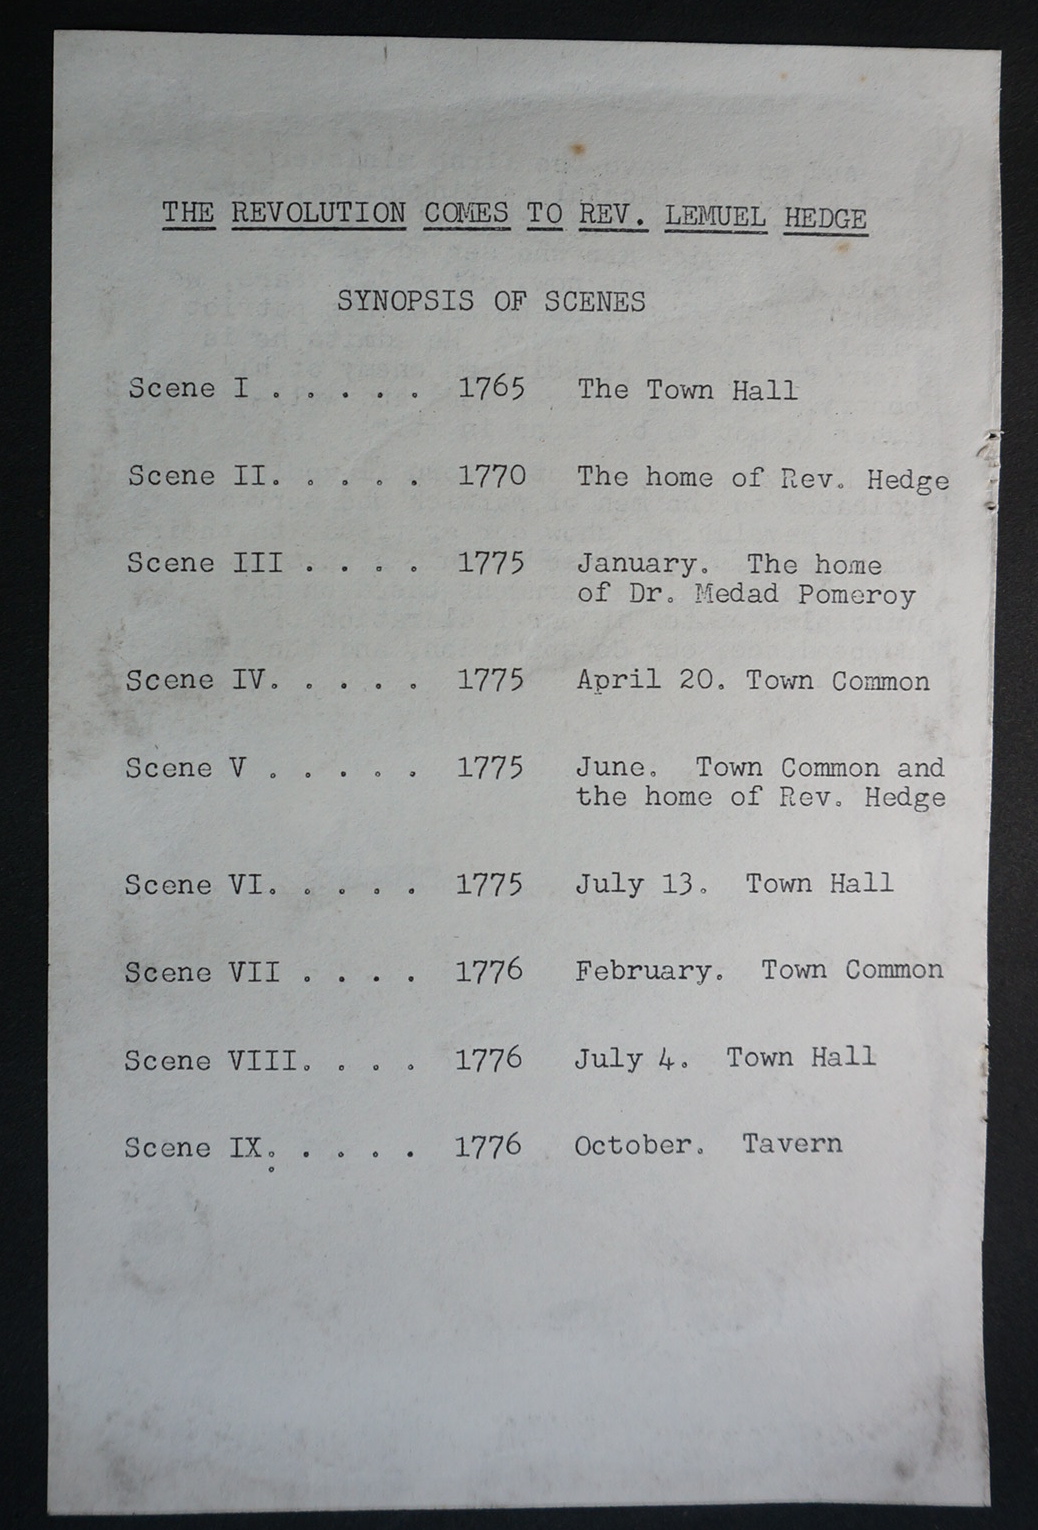 THE REVOLUTION COMES TO REV. LEMUEL HEDGE
SYNOPSIS OF SCENES
Scene I . . . . . 1765 The Town Hall
Scene II. . . . . 1770 The home of Rev. Hedge
Scene III . . . . 1775 January. The home
of Dr. Medad Pomeroy
Scene IV. . . . . 1775 April 20. Town Common
Scene V . . . . . 1775 June. Town Common and
the home of Rev. Hedge
Scene VI. . . . . 1775 July 13. Town Hall
Scene VII . . . . 1776 February. Town Common
Scene VIII. . . . 1776 July 4. Town Hall
Scene IX. . . . . 1776 October. Tavern